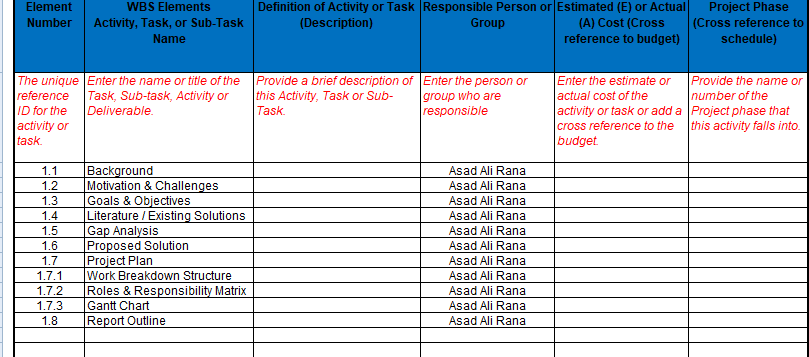 Element Number
WBS Elements Activity, Task, or Sub-Task Name
Definition of Activity or Task (Description)
Responsible Person or Group
Estimated (E) or Actual (A) Cost (Cross reference to budget)
Project Phase (Cross reference to schedule)
The unique reference ID for the activity or task.
Enter the name or title of the Task, Sub-task, Activity or Deliverable.
Provide a brief description of this Activity, Task or Sub-Task.
Enter the person or group who are responsible
Enter the estimate or actual cost of the activity or task or add a cross reference to the budget.
Provide the name or number of the Project phase that this activity falls into.
1.1 Background Asad Ali Rana
1.2 Motivation & Challenges Asad Ali Rana
1.3 Goals & Objectives Asad Ali Rana
1.4 Literature / Existing Solutions Asad Ali Rana
1.5 Gap Analysis Asad Ali Rana
1.6 Proposed Solution Asad Ali Rana
1.7 Project Plan Asad Ali Rana
1.7.1 Work Breakdown Structure Asad Ali Rana
1.7.2 Roles & Responsibility Matrix Asad Ali Rana
1.7.3 Gantt Chart Asad Ali Rana
1.8 Report Outline Asad Ali Rana